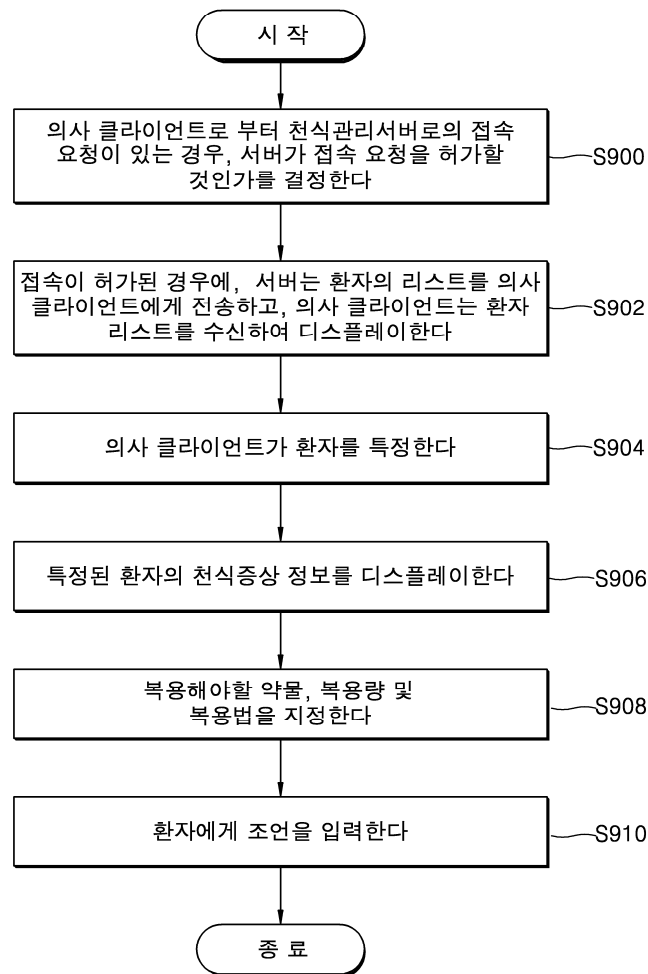 시 작
의사 클라이언트로 부터 천식관리서버로의 접속
요청이 있는 경우, 서버가 접속 요청을 허가할
것인가를 결정한다
S900
접속이 허가된 경우에, 서버는 환자의 리스트를 의사
클라이언트에게 전송하고, 의사 클라이언트는 환자
리스트를 수신하여 디스플레이한다
S902
의사 클라이언트가 환자를 특정한다
S904
특정된 환자의 천식증상 정보를 디스플레이한다
S906
복용해야할 약물, 복용량 및
복용법을 지정한다
S908
환자에게 조언을 입력한다
S910
종 료